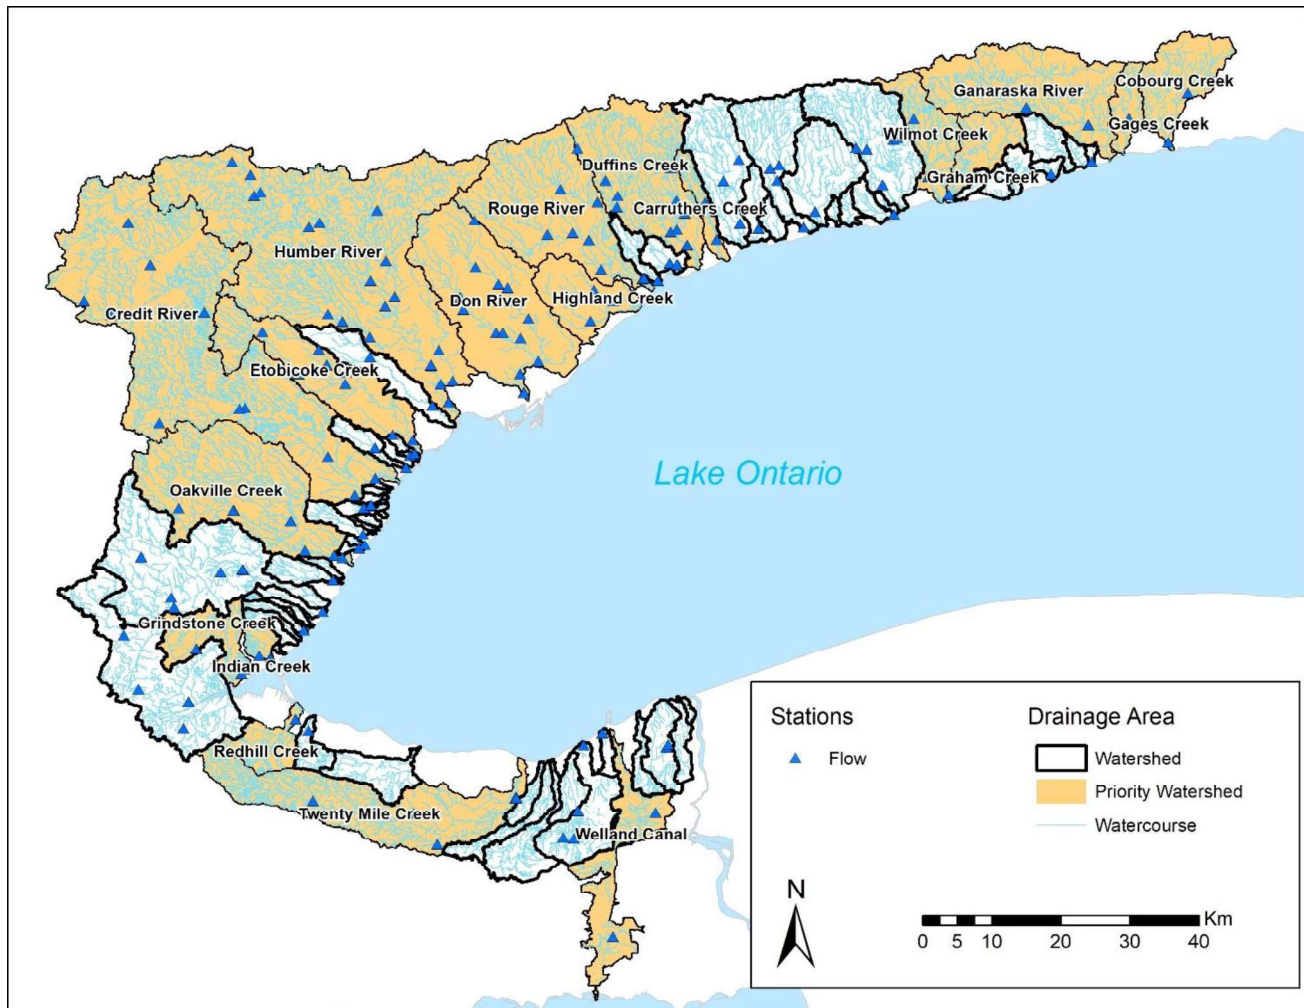 Cobourg Creek
Ganaraska River
Gages Creek
Wilmot Creek
Duffins Creek
Graham Creek
Rouge River
Carruthers Creek
Humber River
Don River
Highland Creek
Credit River
Etobicoke Creek
Lake Ontario
Oakville Creek
Grindstone Creek
Indian Creek
Redhill Creek
Twenty Mile Creek
Welland Canal
Stations
Flow
Drainage Area
Watershed
Priority Watershed
Watercourse
N
Km
0 5 10 20 30 40